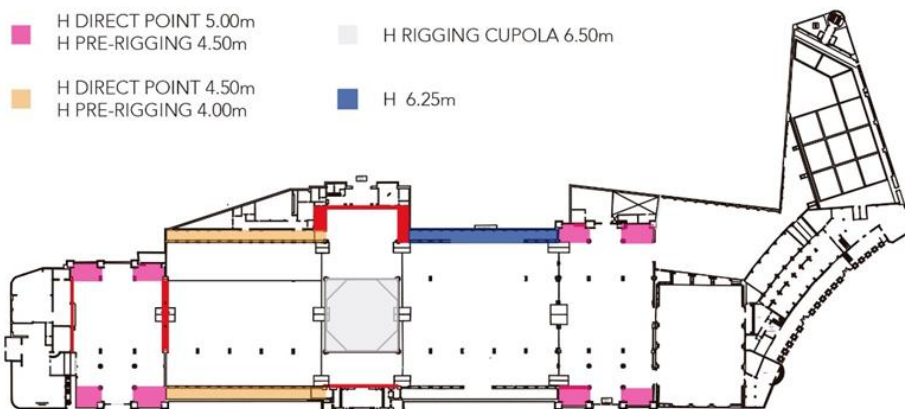 H DIRECT POINT 5.00m
H PRE-RIGGING 4.50m
H DIRECT POINT 4.50m
H PRE-RIGGING 4.00m
H RIGGING CUPOLA 6.50m
H 6.25m